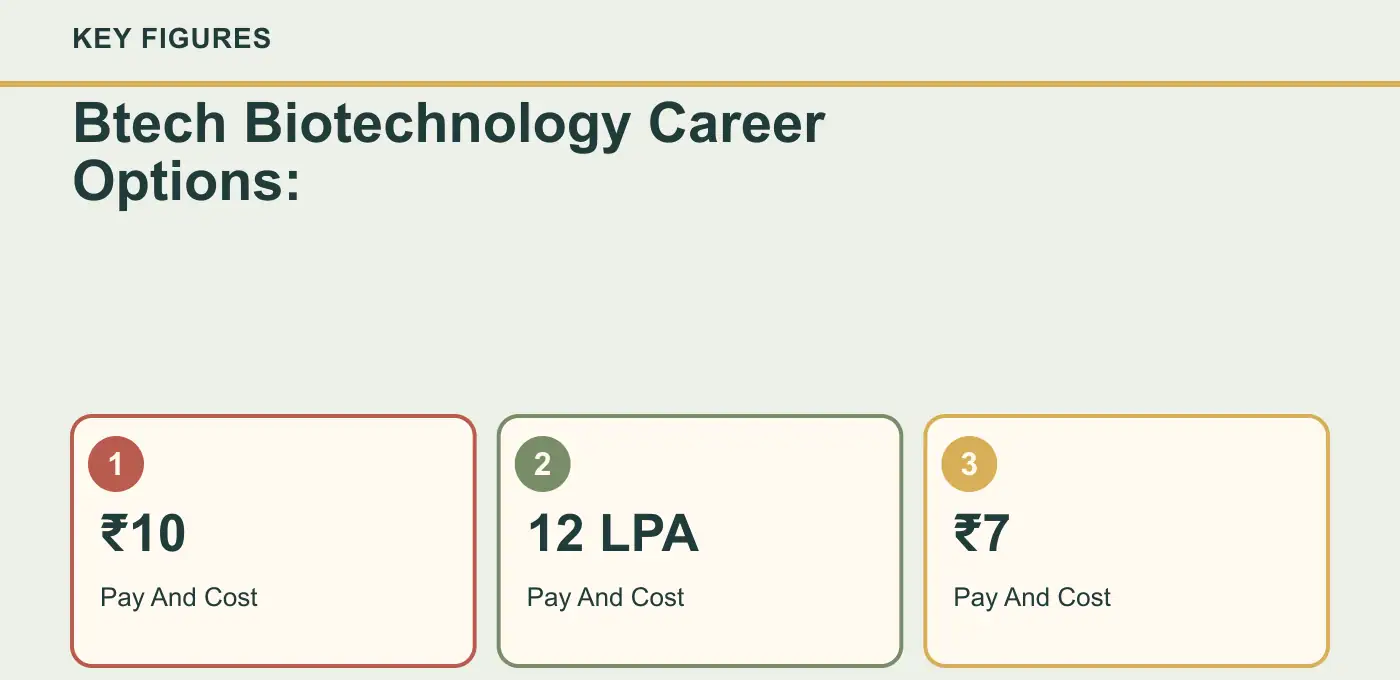 KEY FIGURES
Btech Biotechnology Career
Options:
1
₹10
Pay And Cost
2
12 LPA
Pay And Cost
3
₹7
Pay And Cost